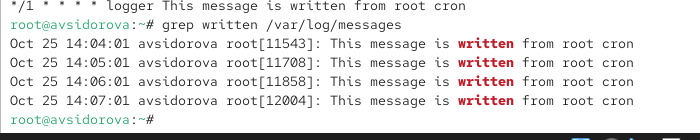 */1 * * * * logger This message is written from root cron
root@avsidorova:~# grep written /var/log/messages
Oct 25 14:04:01 avsidorova root[11543]: This message is written from root cron
Oct 25 14:05:01 avsidorova root[11708]: This message is written from root cron
Oct 25 14:06:01 avsidorova root[11858]: This message is written from root cron
Oct 25 14:07:01 avsidorova root[12004]: This message is written from root cron
root@avsidorova:~#